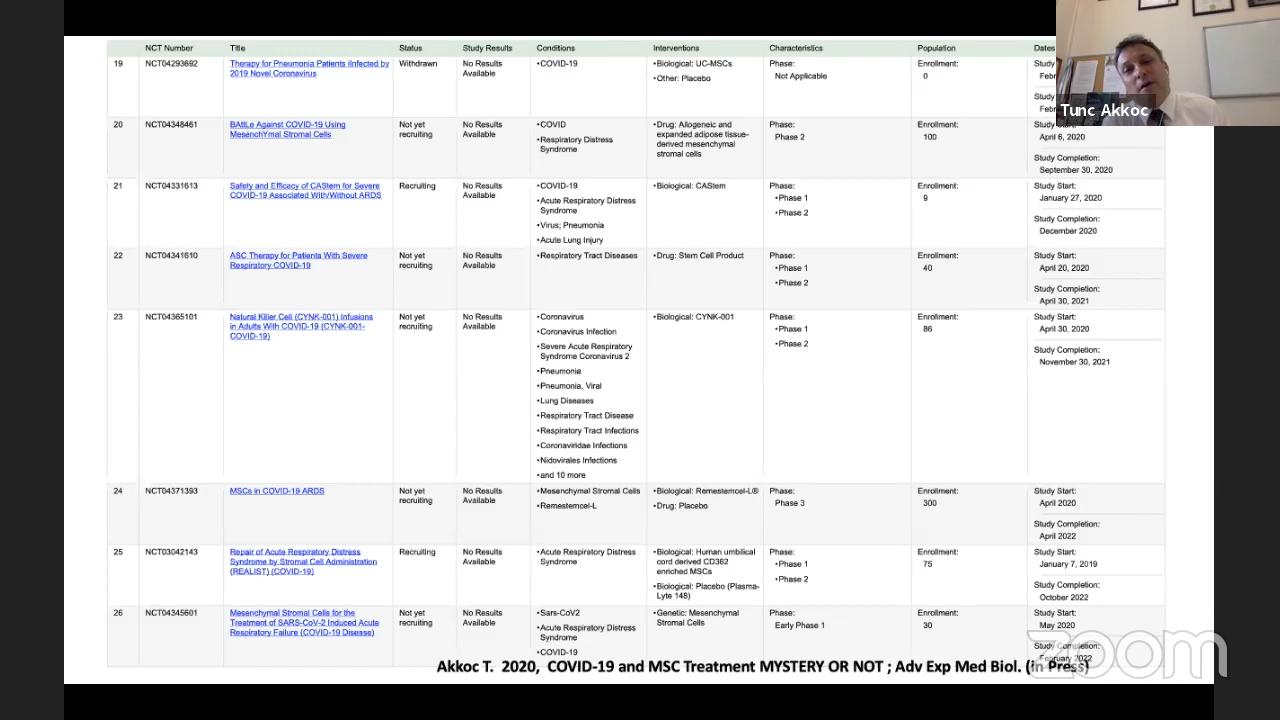 NCT Number Title Status Study Results Conditions Interventions Characteristics Population Dates
19 NCT04293692 Therapy for Pneumonia Patients iInfected by Withdrawn No Results •COVID-19 •Biological: UC-MSCs Phase: Enrollment: Study
2019 Novel Coronavirus Available •Other: Placebo Not Applicable 0
Study
20 NCT04348461 BAttLe Against COVID-19 Using Not yet No Results •COVID •Drug: Allogeneic and Phase: Enrollment: Study Start:
MesenchYmal Stromal Cells recruiting Available •Respiratory Distress expanded adipose tissue- Phase 2 100 April 6, 2020
Syndrome derived mesenchymal
stromal cells Study Completion:
September 30, 2020
21 NCT04331613 Safety and Efficacy of CAStem for Severe Recruiting No Results •COVID-19 •Biological: CAStem Phase: Enrollment: Study Start:
COVID-19 Associated With/Without ARDS Available •Acute Respiratory Distress •Phase 1 9 January 27, 2020
Syndrome •Phase 2
•Virus; Pneumonia Study Completion:
•Acute Lung Injury December 2020
22 NCT04341610 ASC Therapy for Patients With Severe Not yet No Results •Respiratory Tract Diseases •Drug: Stem Cell Product Phase: Enrollment: Study Start:
Respiratory COVID-19 recruiting Available •Phase 1 40 April 20, 2020
•Phase 2
Study Completion:
April 30, 2021
23 NCT04365101 Natural Killer Cell (CYNK-001) Infusions Not yet No Results •Coronavirus •Biological: CYNK-001 Phase: Enrollment: Study Start:
in Adults With COVID-19 (CYNK-001- recruiting Available •Coronavirus Infection •Phase 1 86 April 30, 2020
COVID-19) •Severe Acute Respiratory •Phase 2
Syndrome Coronavirus 2 Study Completion:
•Pneumonia November 30, 2021
•Pneumonia, Viral
•Lung Diseases
•Respiratory Tract Disease
•Respiratory Tract Infections
•Coronaviridae Infections
•Nidovirales Infections
•and 10 more
24 NCT04371393 MSCs in COVID-19 ARDS Not yet No Results •Mesenchymal Stromal Cells •Biological: Remestemcel-L® Phase: Enrollment: Study Start:
recruiting Available •Remestemcel-L •Drug: Placebo Phase 3 300 April 2020
Study Completion:
April 2022
25 NCT03042143 Repair of Acute Respiratory Distress Recruiting No Results •Acute Respiratory Distress •Biological: Human umbilical Phase: Enrollment: Study Start:
Syndrome by Stromal Cell Administration Available Syndrome cord derived CD362 •Phase 1 75 January 7, 2019
(REALIST) (COVID-19) enriched MSCs •Phase 2
•Biological: Placebo (Plasma- Study Completion:
Lyte 148) October 2022
26 NCT04345601 Mesenchymal Stromal Cells for the Not yet No Results •Sars-CoV2 •Genetic: Mesenchymal Phase: Enrollment: Study Start:
Treatment of SARS-CoV-2 Induced Acute recruiting Available •Acute Respiratory Distress Stromal Cells Early Phase 1 30 May 2020
Respiratory Failure (COVID-19 Disease) Syndrome
•COVID-19 Study Completion:
February 2022
Akkoc T. 2020, COVID-19 and MSC Treatment MYSTERY OR NOT ; Adv Exp Med Biol. (in Press)
Tunc Akkoc
zoom